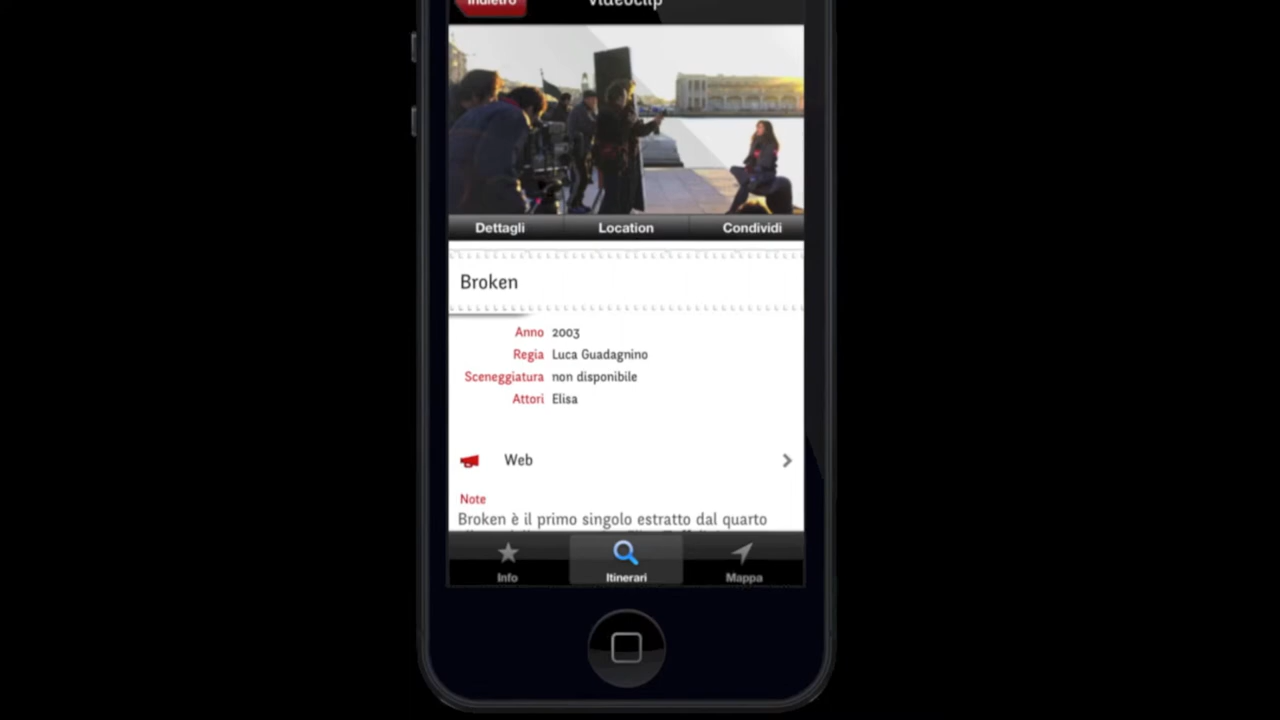 Indietro
Videoclip
Dettagli Location Condividi
Broken
Anno 2003
Regia Luca Guadagnino
Sceneggiatura non disponibile
Attori Elisa
Web
Note
Broken è il primo singolo estratto dal quarto
Info Itinerari Mappa